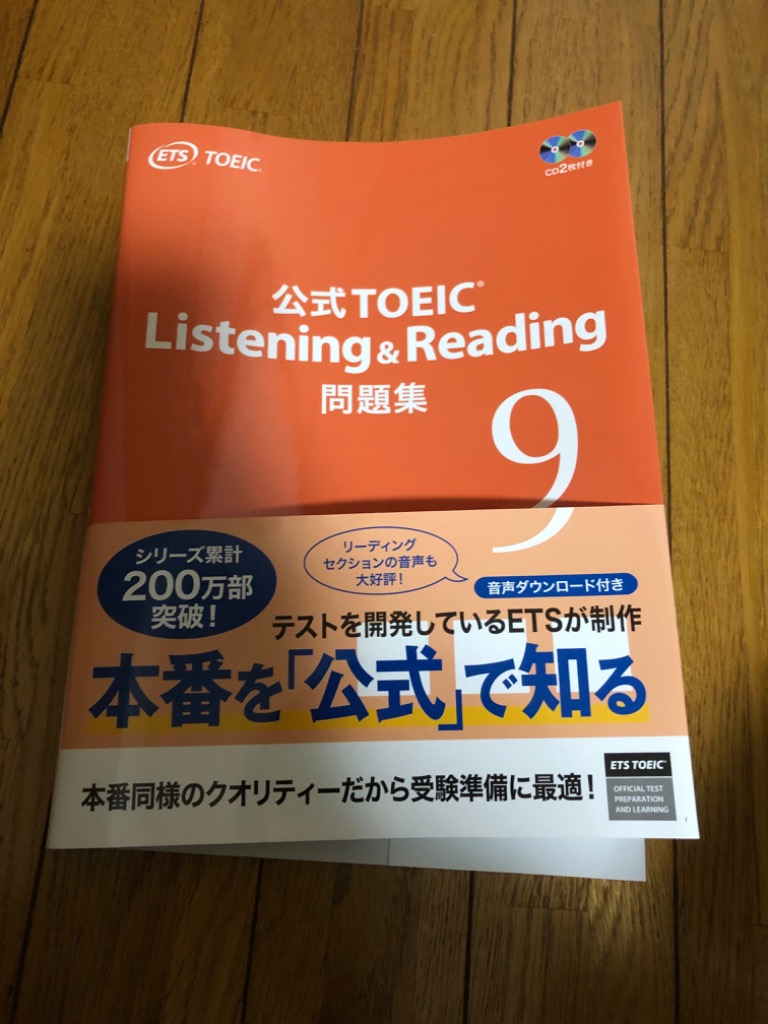 ETS TOEIC®
CD2枚付き
公式TOEIC®
Listening & Reading
問題集
9
シリーズ累計
200万部
突破!
リーディング
セクションの音声も
大好評!
音声ダウンロード付き
テストを開発しているETSが制作
本番を「公式」で知る
本番同様のクオリティーだから受験準備に最適!
ETS TOEIC®
OFFICIAL TEST
PREPARATION
AND LEARNING